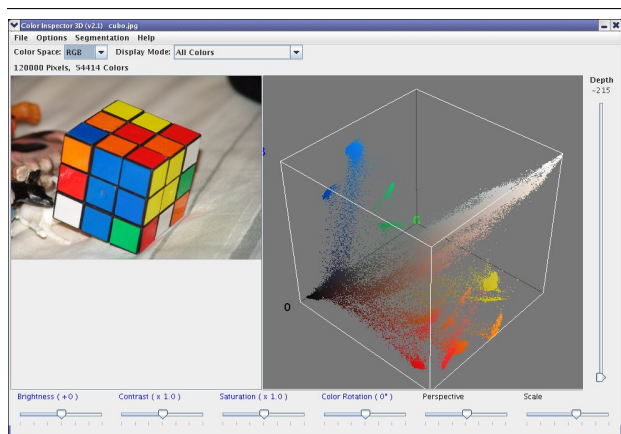 Color Inspector 3D (v2.1) cubo.jpg
File Options Segmentation Help
Color Space: RGB Display Mode: All Colors
120000 Pixels, 54414 Colors
Depth
-215
G
0
Brightness ( +0 ) Contrast ( x 1.0 ) Saturation ( x 1.0 ) Color Rotation ( 0° ) Perspective Scale